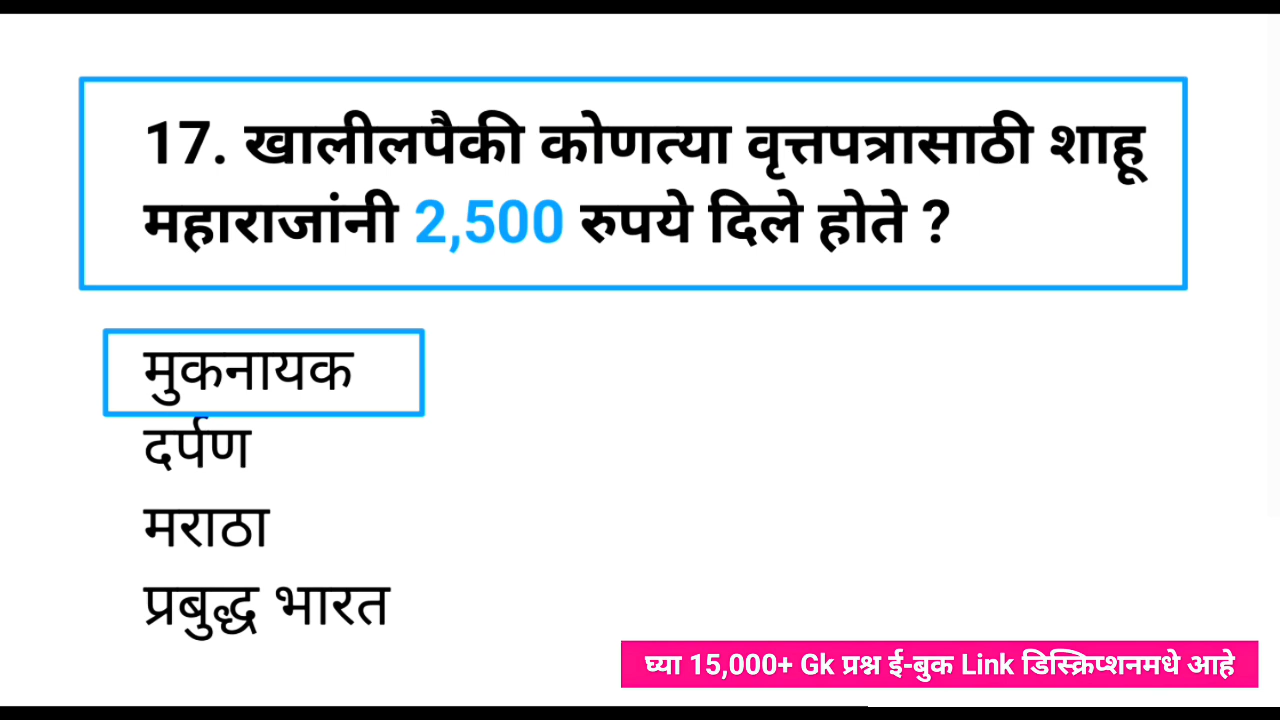 17. खालीलपैकी कोणत्या वृत्तपत्रासाठी शाहू
महाराजांनी 2,500 रुपये दिले होते ?
मुकनायक
दर्पण
मराठा
प्रबुद्ध भारत
घ्या 15,000+ Gk प्रश्न ई-बुक Link डिस्क्रिप्शनमधे आहे